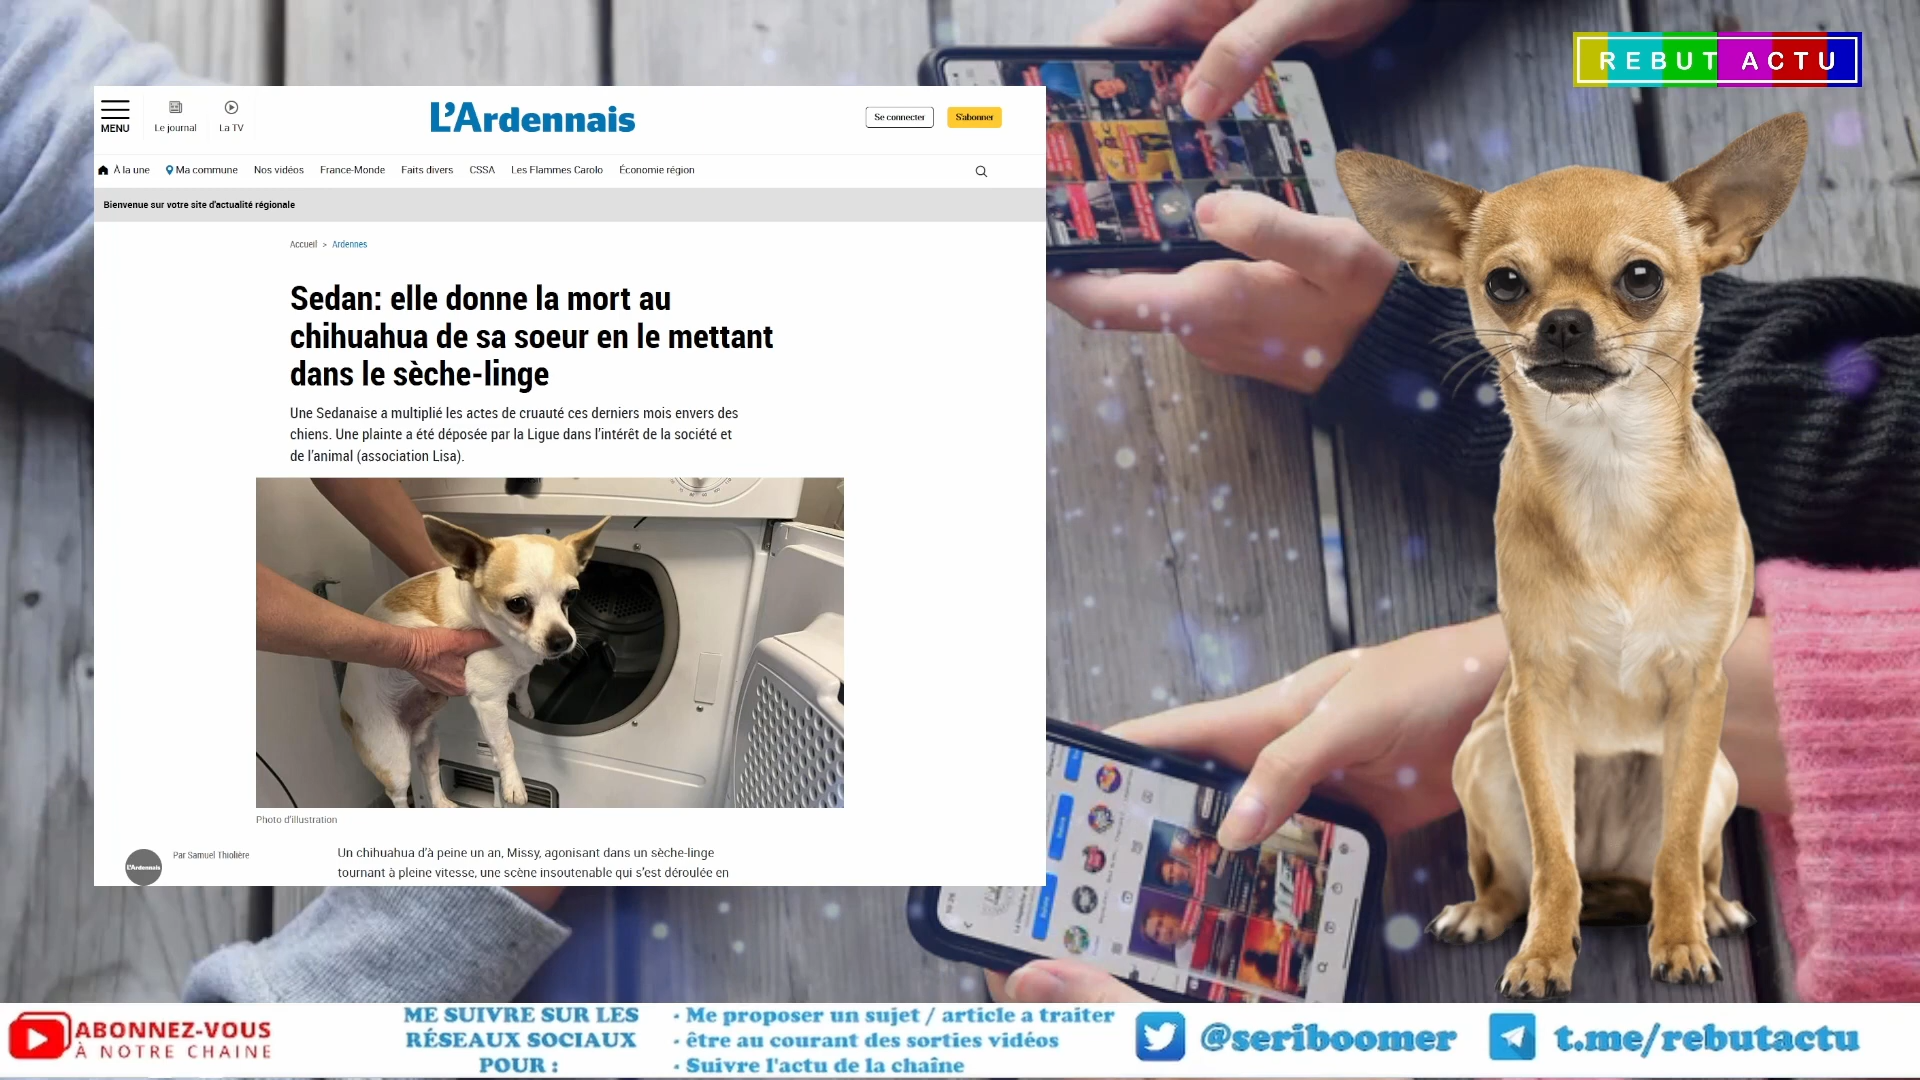 REBUT ACTU
MENU
Le journal
La TV
L'Ardennais
Se connecter
S'abonner
À la une
Ma commune
Nos vidéos
France-Monde
Faits divers
CSSA
Les Flammes Carolo
Économie région
Bienvenue sur votre site d'actualité régionale
Accueil > Ardennes
Sedan: elle donne la mort au
chihuahua de sa soeur en le mettant
dans le sèche-linge
Une Sedanaise a multiplié les actes de cruauté ces derniers mois envers des
chiens. Une plainte a été déposée par la Ligue dans l'intérêt de la société et
de l'animal (association Lisa).
Photo d'illustration
L'Ardennais
Par Samuel Thiolière
Un chihuahua d'à peine un an, Missy, agonisant dans un sèche-linge
tournant à pleine vitesse, une scène insoutenable qui s'est déroulée en
ABONNEZ-VOUS
À NOTRE CHAINE
ME SUIVRE SUR LES
RÉSEAUX SOCIAUX
POUR :
- Me proposer un sujet / article a traiter
- être au courant des sorties vidéos
- Suivre l'actu de la chaîne
@seriboomer
t.me/rebutactu